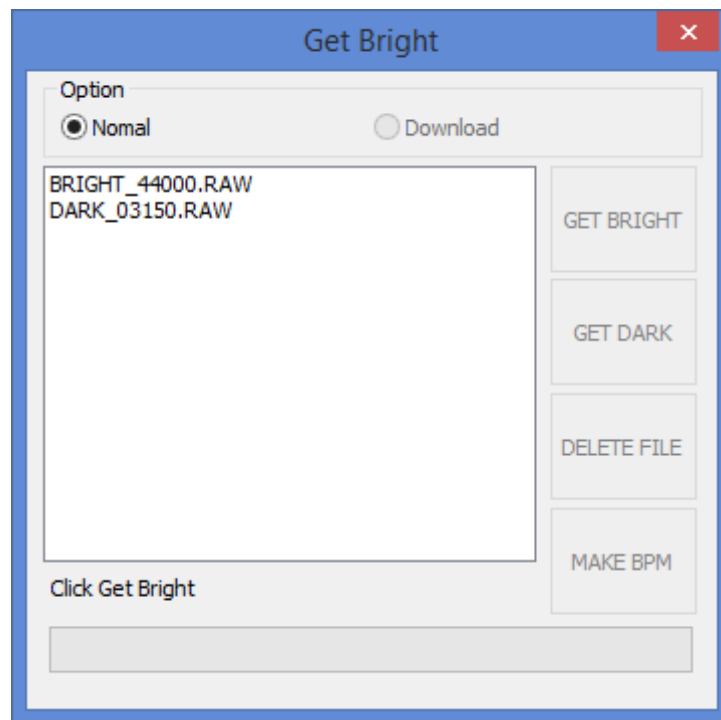 Get Bright
Option
Nomal
Download
BRIGHT_44000.RAW
DARK_03150.RAW
GET BRIGHT
GET DARK
DELETE FILE
MAKE BPM
Click Get Bright